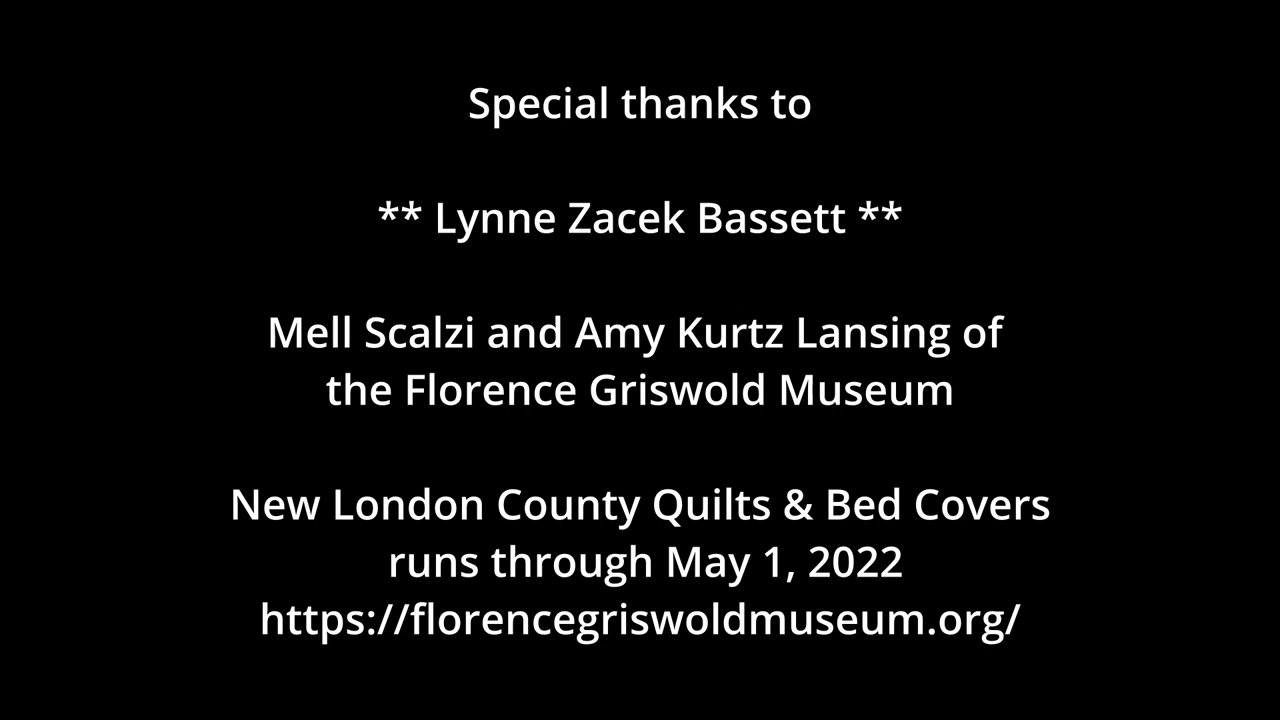 Special thanks to
** Lynne Zacek Bassett **
Mell Scalzi and Amy Kurtz Lansing of
the Florence Griswold Museum
New London County Quilts & Bed Covers
runs through May 1, 2022
https://florencegriswoldmuseum.org/